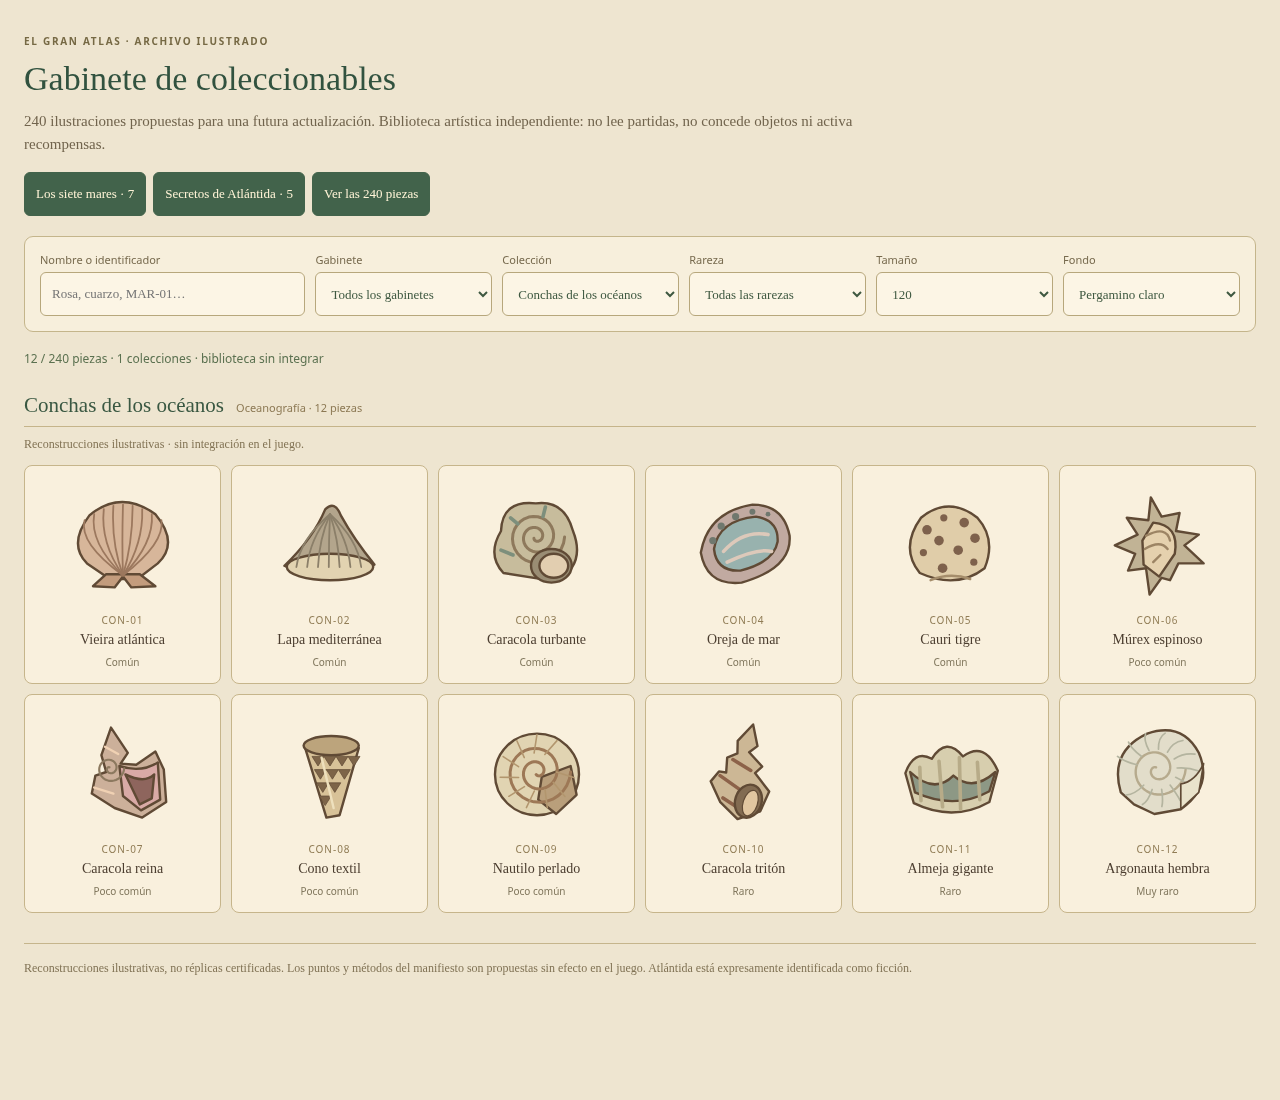 EL GRAN ATLAS · ARCHIVO ILUSTRADO
Gabinete de coleccionables
240 ilustraciones propuestas para una futura actualización. Biblioteca artística independiente: no lee partidas, no concede objetos ni activa
recompensas.
Los siete mares · 7
Secretos de Atlántida · 5
Ver las 240 piezas
Nombre o identificador
Gabinete
Colección
Rareza
Tamaño
Fondo
Rosa, cuarzo, MAR-01…
Todos los gabinetes
Conchas de los océanos
Todas las rarezas
120
Pergamino claro
12 / 240 piezas · 1 colecciones · biblioteca sin integrar
Conchas de los océanos
Oceanografía · 12 piezas
Reconstrucciones ilustrativas · sin integración en el juego.
CON-01
Vieira atlántica
Común
CON-02
Lapa mediterránea
Común
CON-03
Caracola turbante
Común
CON-04
Oreja de mar
Común
CON-05
Cauri tigre
Común
CON-06
Múrex espinoso
Poco común
CON-07
Caracola reina
Poco común
CON-08
Cono textil
Poco común
CON-09
Nautilo perlado
Poco común
CON-10
Caracola tritón
Raro
CON-11
Almeja gigante
Raro
CON-12
Argonauta hembra
Muy raro
Reconstrucciones ilustrativas, no réplicas certificadas. Los puntos y métodos del manifiesto son propuestas sin efecto en el juego. Atlántida está expresamente identificada como ficción.